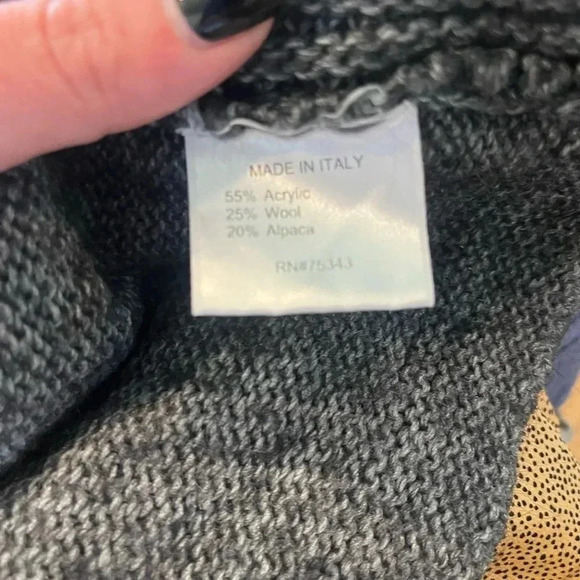 MADE IN ITALY
55% Acrylic
25% Wool
20% Alpaca
RN#75343